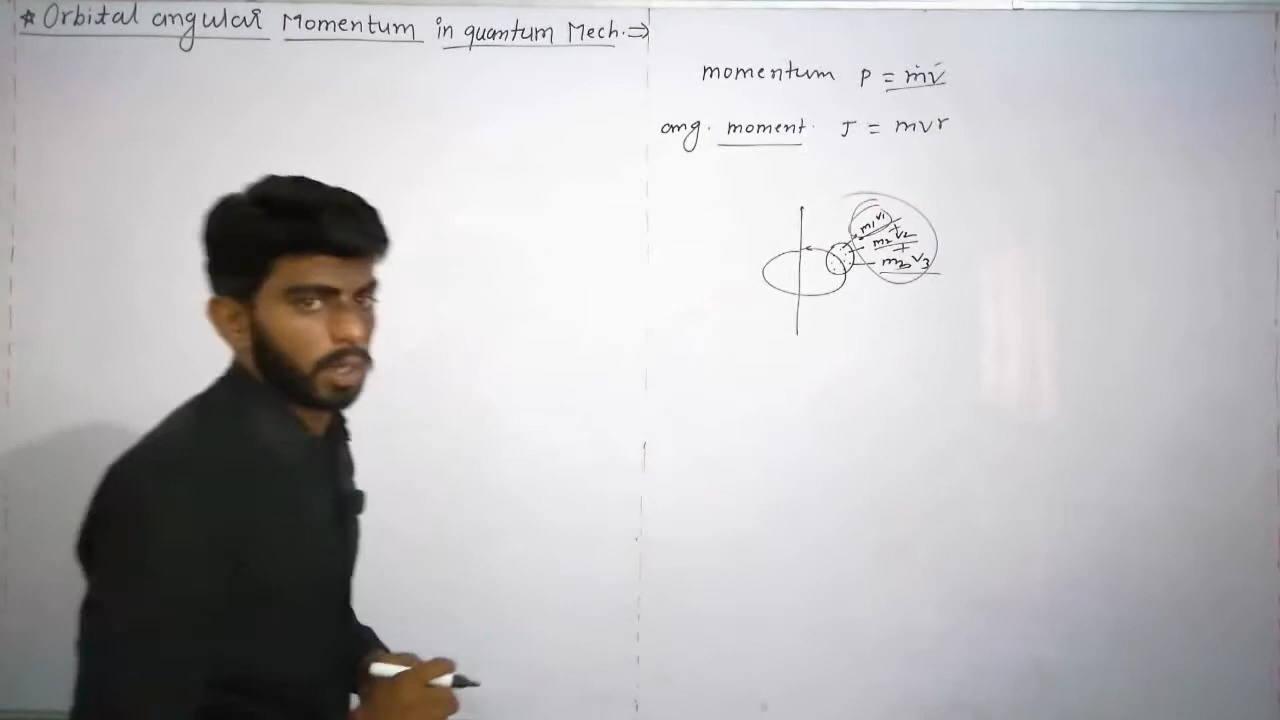 * Orbital angular Momentum in quantum Mech. ⇒
momentum p = mv
ang. moment. J = mvr
m1v1
+
m2v2
+
m3v3